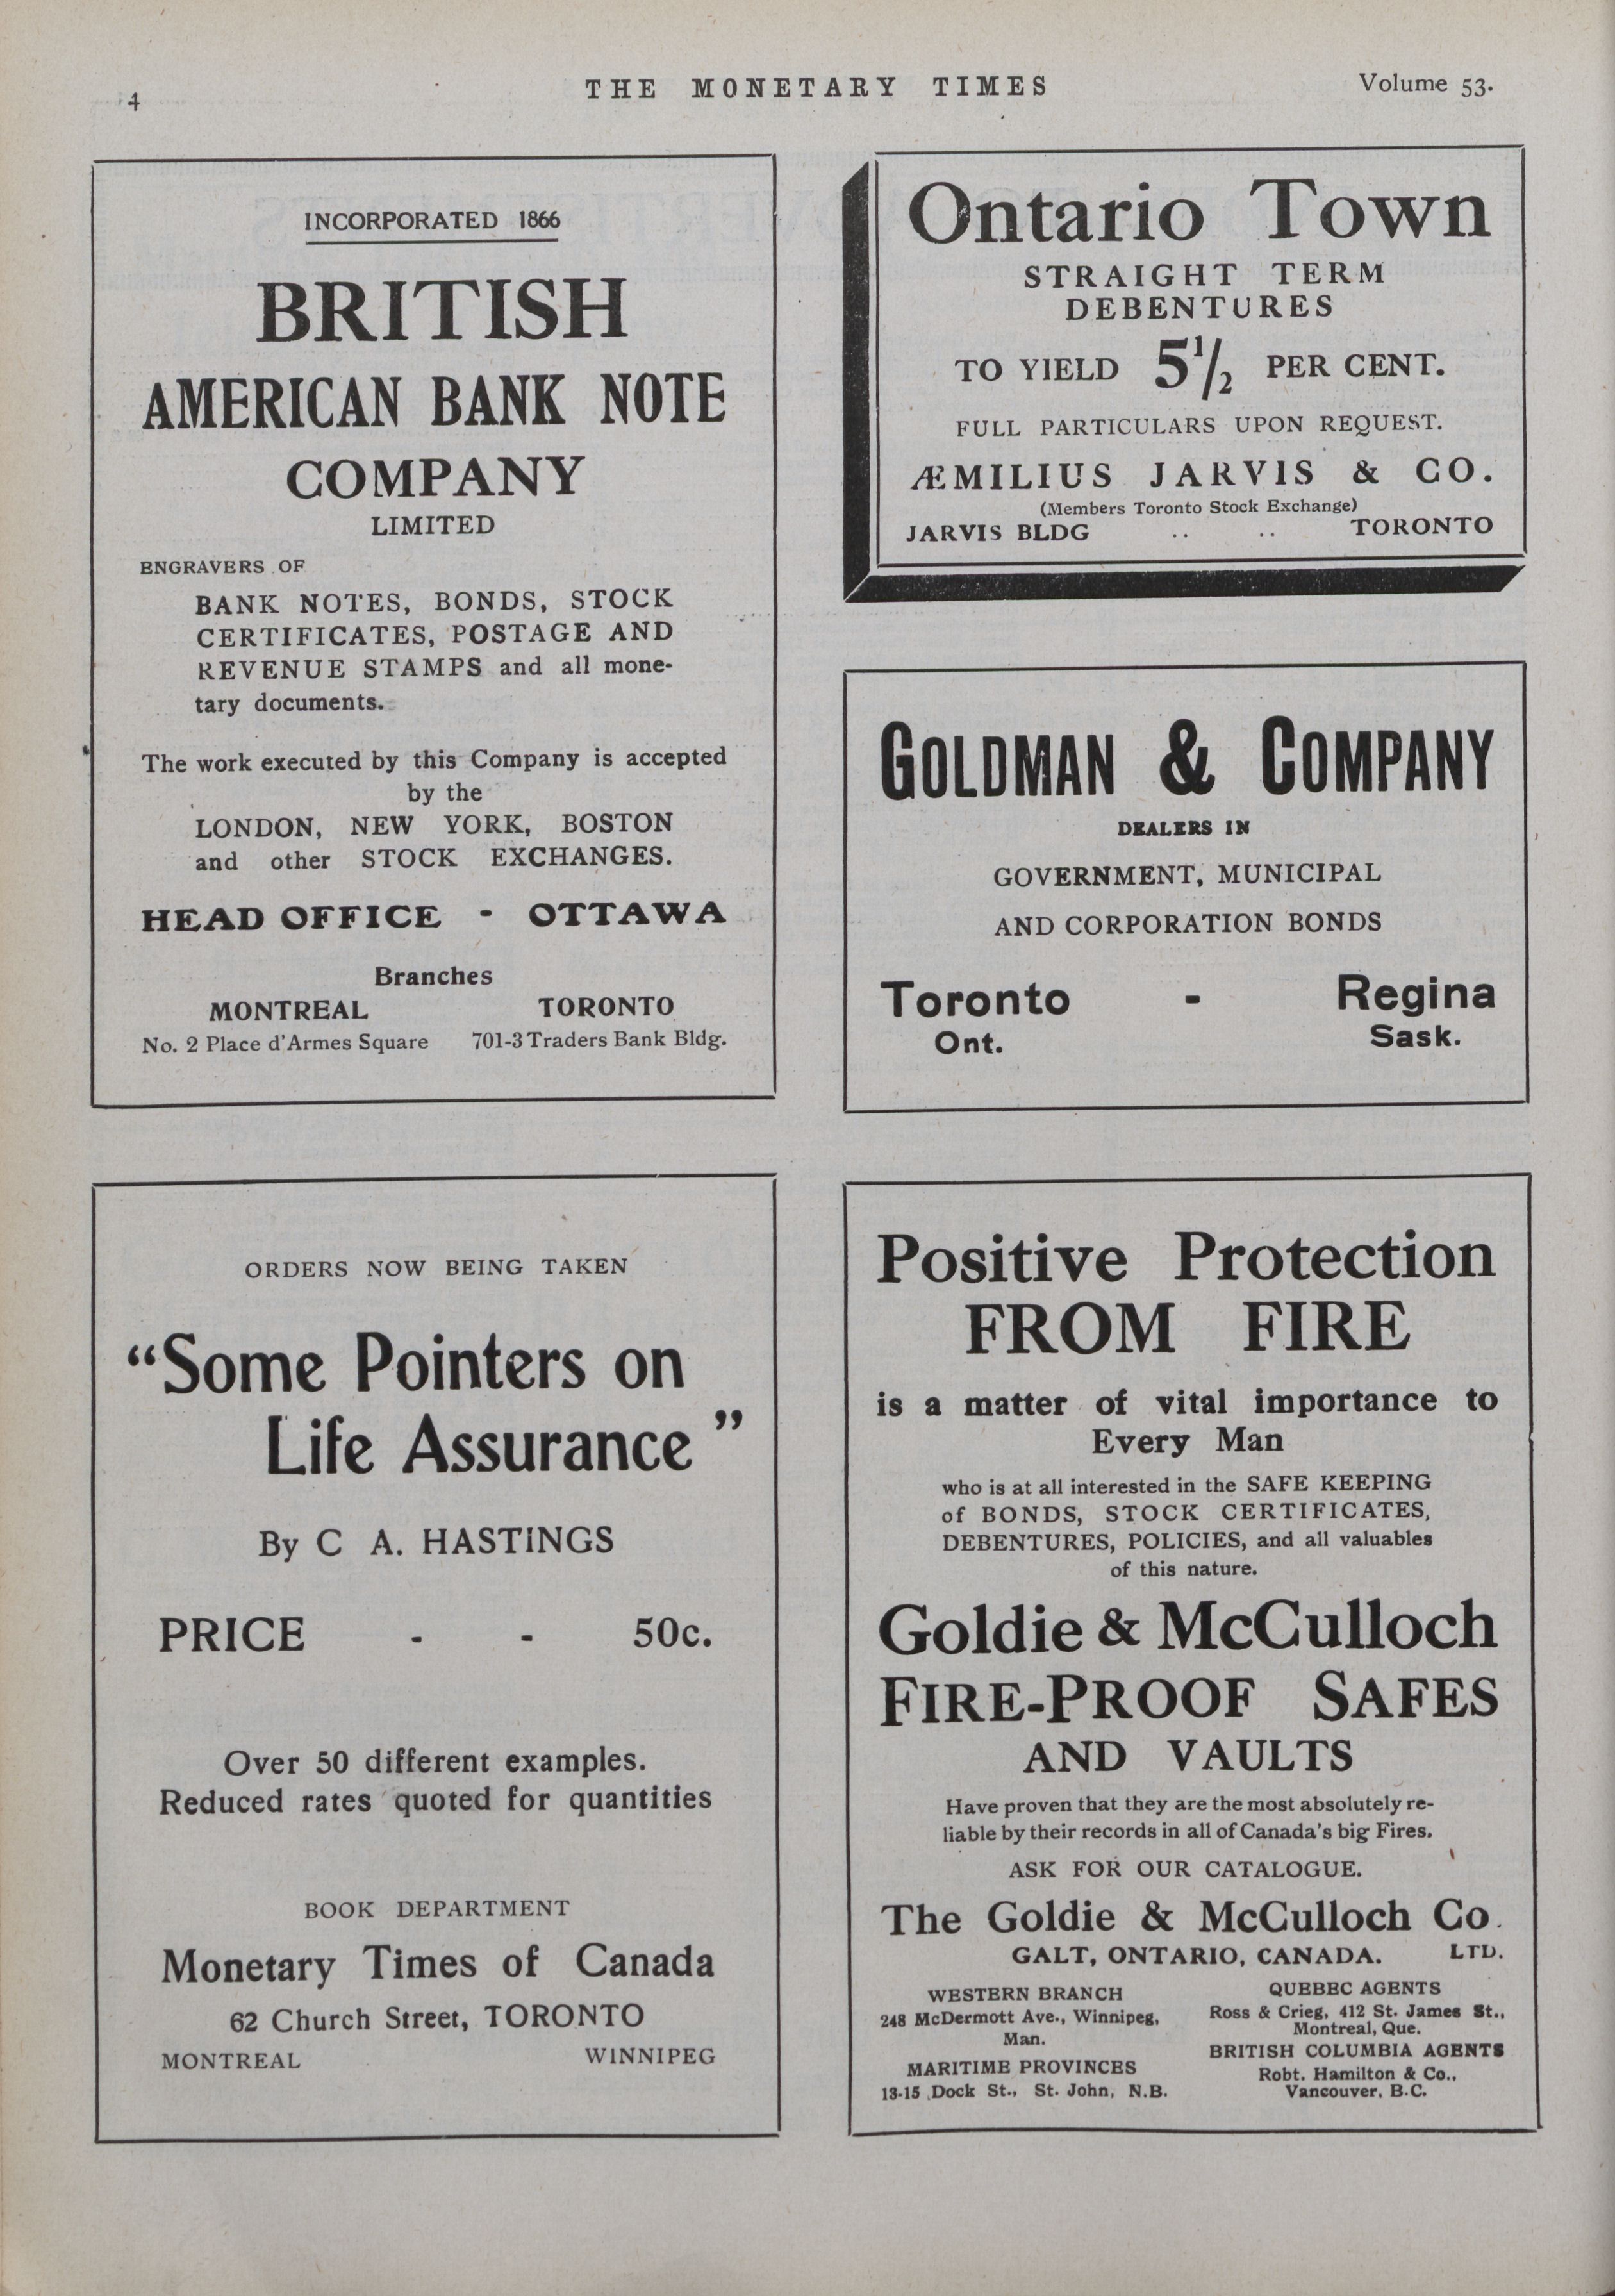 4
THE MONETARY TIMES
Volume 53.
INCORPORATED 1866
BRITISH
AMERICAN BANK NOTE
COMPANY
LIMITED
ENGRAVERS OF
BANK NOTES, BONDS, STOCK
CERTIFICATES, POSTAGE AND
REVENUE STAMPS and all mone-
tary documents.
The work executed by this Company is accepted
by the
LONDON, NEW YORK, BOSTON
and other STOCK EXCHANGES.
HEAD OFFICE - OTTAWA
Branches
MONTREAL TORONTO
No. 2 Place d'Armes Square 701-3 Traders Bank Bldg.
Ontario Town
STRAIGHT TERM
DEBENTURES
TO YIELD 5½ PER CENT.
FULL PARTICULARS UPON REQUEST.
ÆMILIUS JARVIS & CO.
(Members Toronto Stock Exchange)
JARVIS BLDG .. .. TORONTO
GOLDMAN & COMPANY
DEALERS IN
GOVERNMENT, MUNICIPAL
AND CORPORATION BONDS
Toronto - Regina
Ont. Sask.
ORDERS NOW BEING TAKEN
"Some Pointers on
Life Assurance"
By C A. HASTINGS
PRICE - - 50c.
Over 50 different examples.
Reduced rates quoted for quantities
BOOK DEPARTMENT
Monetary Times of Canada
62 Church Street, TORONTO
MONTREAL WINNIPEG
Positive Protection
FROM FIRE
is a matter of vital importance to
Every Man
who is at all interested in the SAFE KEEPING
of BONDS, STOCK CERTIFICATES,
DEBENTURES, POLICIES, and all valuables
of this nature.
Goldie & McCulloch
FIRE-PROOF SAFES
AND VAULTS
Have proven that they are the most absolutely re-
liable by their records in all of Canada's big Fires.
ASK FOR OUR CATALOGUE.
The Goldie & McCulloch Co.
GALT, ONTARIO, CANADA. LTD.
WESTERN BRANCH
248 McDermott Ave., Winnipeg,
Man.
MARITIME PROVINCES
13-15 Dock St., St. John, N.B.
QUEBEC AGENTS
Ross & Crieg, 412 St. James St.,
Montreal, Que.
BRITISH COLUMBIA AGENTS
Robt. Hamilton & Co.,
Vancouver, B.C.